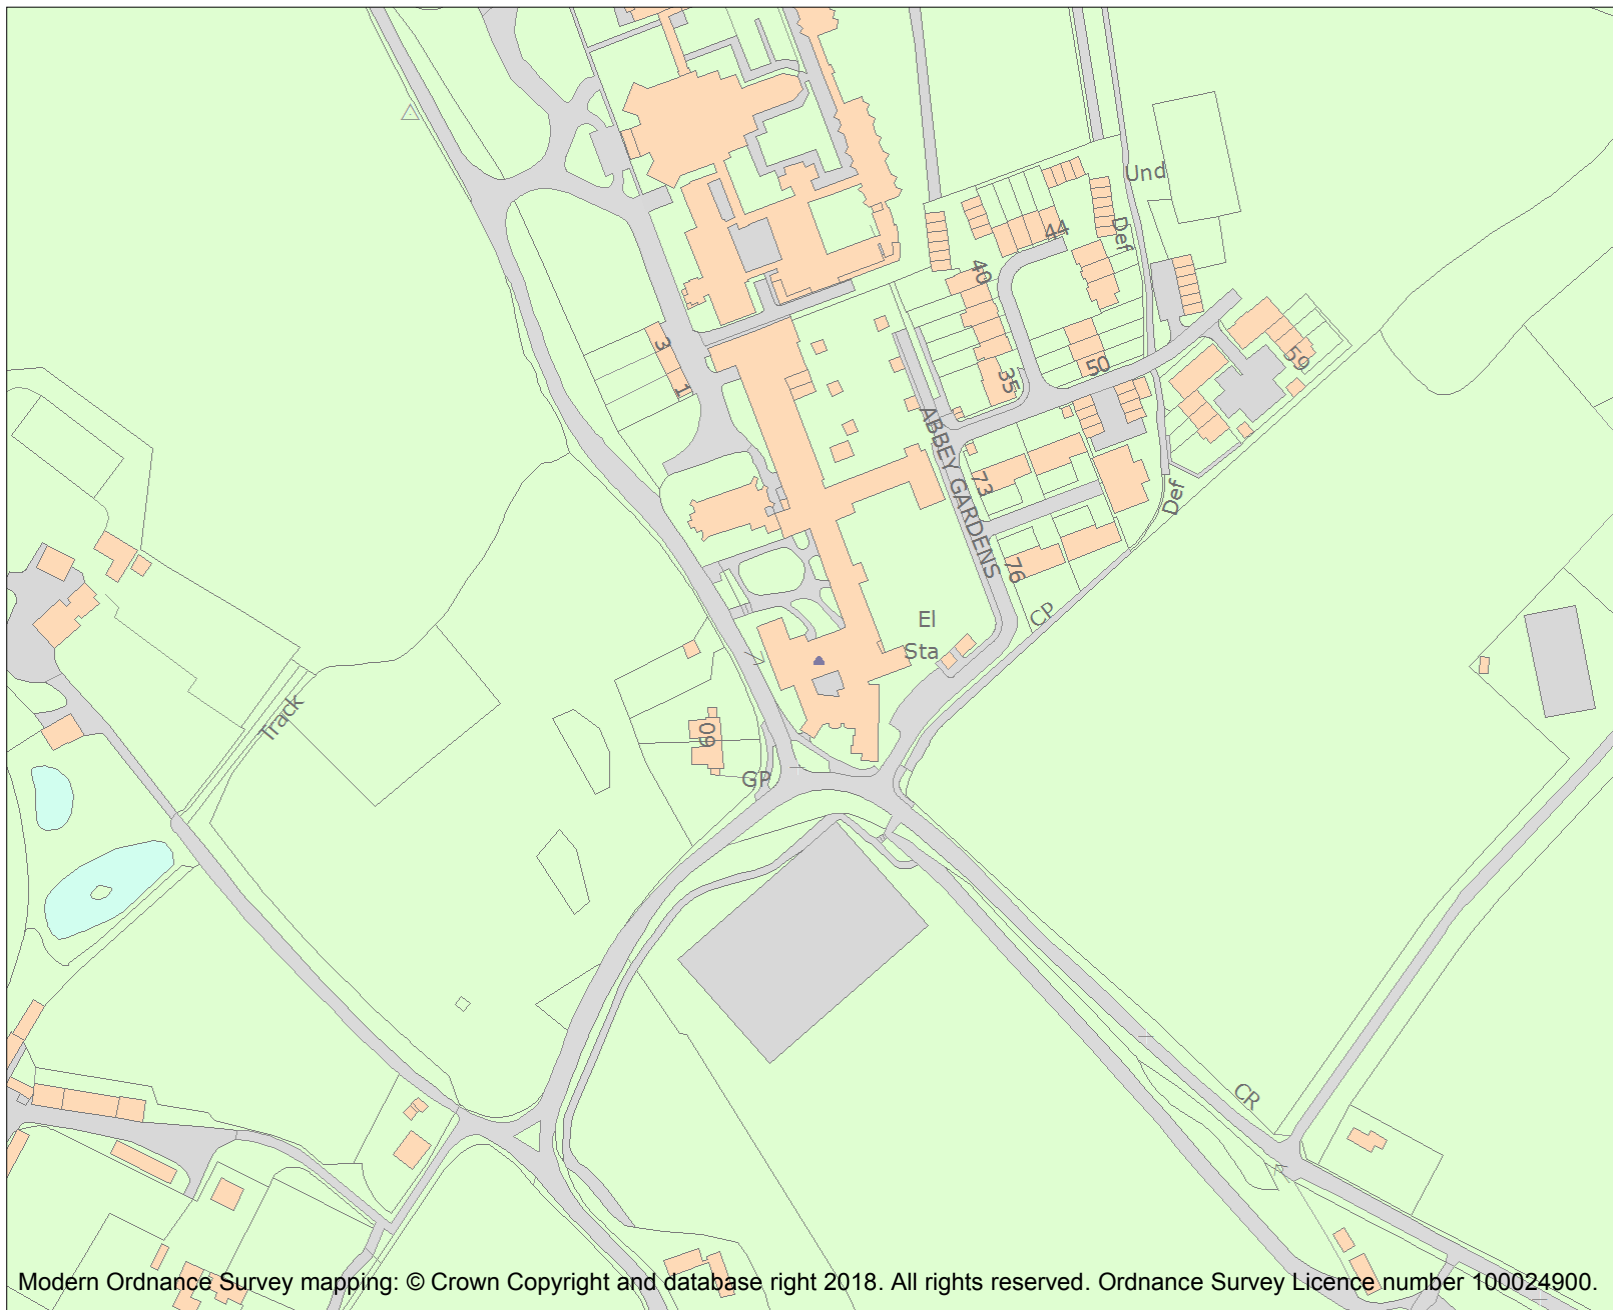 Und
Def
44
40
3
1
35
50
59
ABBEY GARDENS
73
Def
76
CP
El
Sta
Track
60
GP
CR
Modern Ordnance Survey mapping: © Crown Copyright and database right 2018. All rights reserved. Ordnance Survey Licence number 100024900.